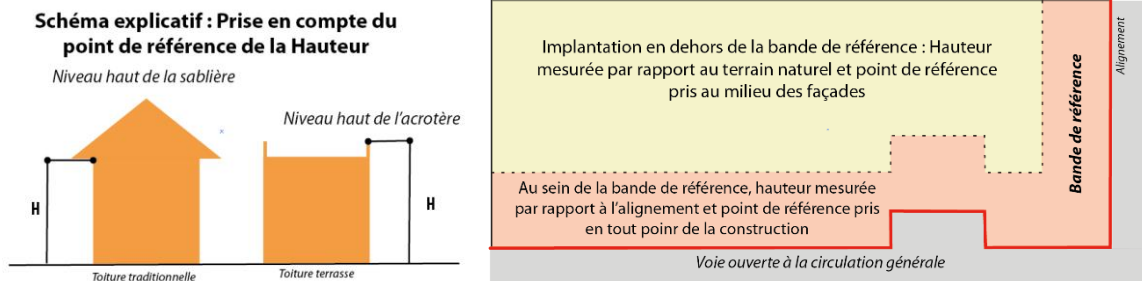 Schéma explicatif : Prise en compte du
point de référence de la Hauteur
Niveau haut de la sablière
Niveau haut de l'acrotère
H
H
Toiture traditionnelle
Toiture terrasse
Implantation en dehors de la bande de référence : Hauteur
mesurée par rapport au terrain naturel et point de référence
pris au milieu des façades
Au sein de la bande de référence, hauteur mesurée
par rapport à l'alignement et point de référence pris
en tout poinr de la construction
Bande de référence
Alignement
Voie ouverte à la circulation générale